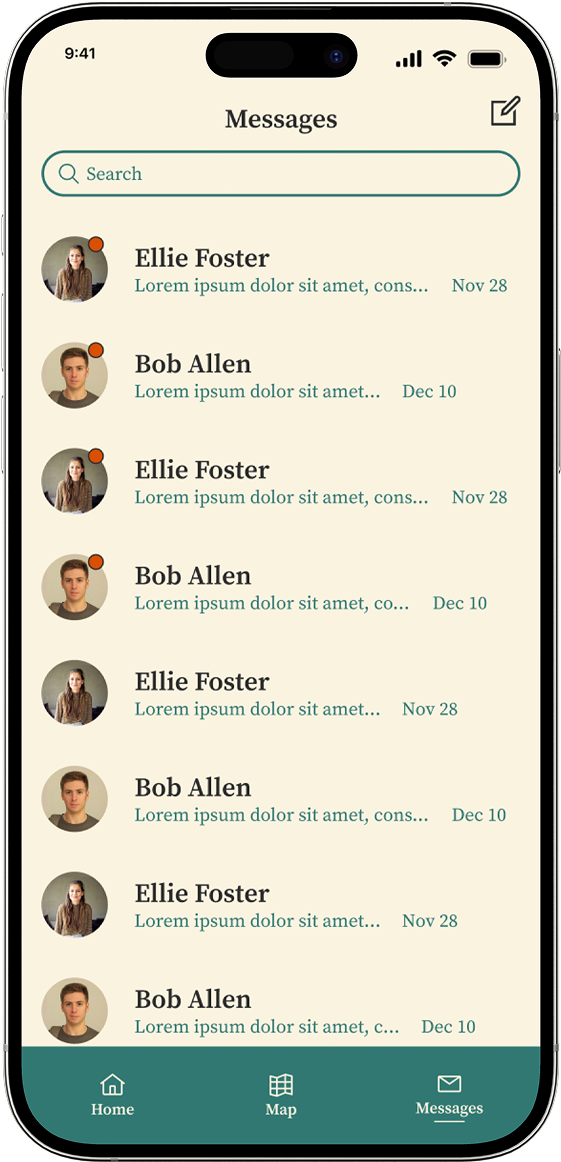 9:41
Messages
Search
Ellie Foster
Lorem ipsum dolor sit amet, cons... Nov 28
Bob Allen
Lorem ipsum dolor sit amet... Dec 10
Ellie Foster
Lorem ipsum dolor sit amet, cons... Nov 28
Bob Allen
Lorem ipsum dolor sit amet, co... Dec 10
Ellie Foster
Lorem ipsum dolor sit amet... Nov 28
Bob Allen
Lorem ipsum dolor sit amet, cons... Dec 10
Ellie Foster
Lorem ipsum dolor sit amet... Nov 28
Bob Allen
Lorem ipsum dolor sit amet, c... Dec 10
Home Map Messages